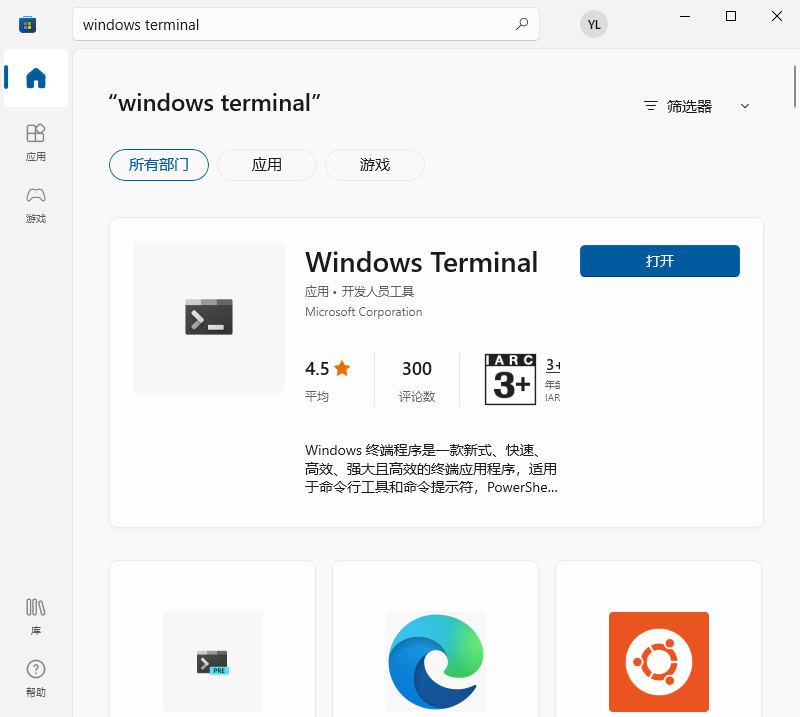 windows terminal
YL
“windows terminal”
筛选器
所有部门
应用
游戏
应用
游戏
Windows Terminal
打开
应用 • 开发人员工具
Microsoft Corporation
4.5
平均
300
评论数
IARC
3+
3+
IAR
Windows 终端程序是一款新式、快速、
高效、强大且高效的终端应用程序，适用
于命令行工具和命令提示符，PowerShe...
PRE
库
帮助